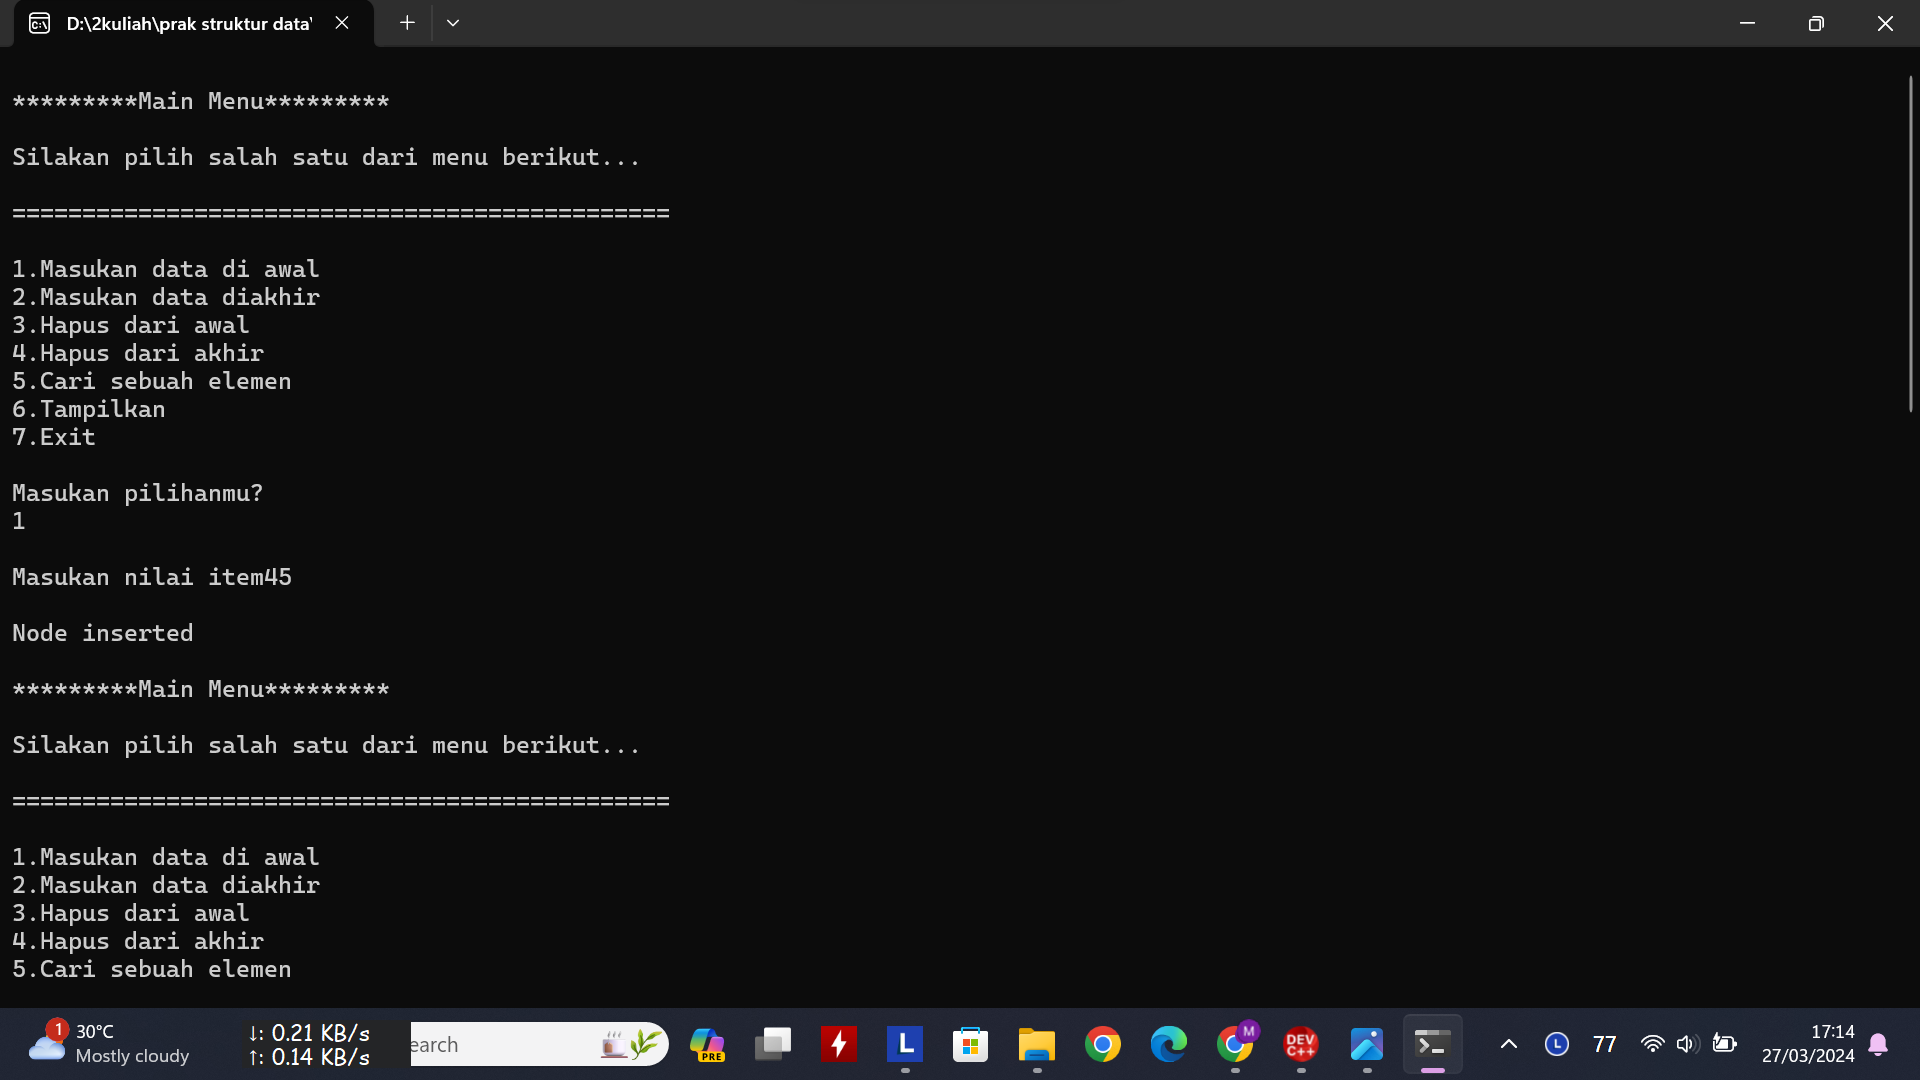 D:\2kuliah\prak struktur data\
*********Main Menu*********
Silakan pilih salah satu dari menu berikut...
===============================================
1.Masukan data di awal
2.Masukan data diakhir
3.Hapus dari awal
4.Hapus dari akhir
5.Cari sebuah elemen
6.Tampilkan
7.Exit
Masukan pilihanmu?
1
Masukan nilai item45
Node inserted
*********Main Menu*********
Silakan pilih salah satu dari menu berikut...
===============================================
1.Masukan data di awal
2.Masukan data diakhir
3.Hapus dari awal
4.Hapus dari akhir
5.Cari sebuah elemen
1
30°C
Mostly cloudy
↓: 0.21 KB/s
↑: 0.14 KB/s
earch
PRE
L
M
DEV
C++
L
77
17:14
27/03/2024